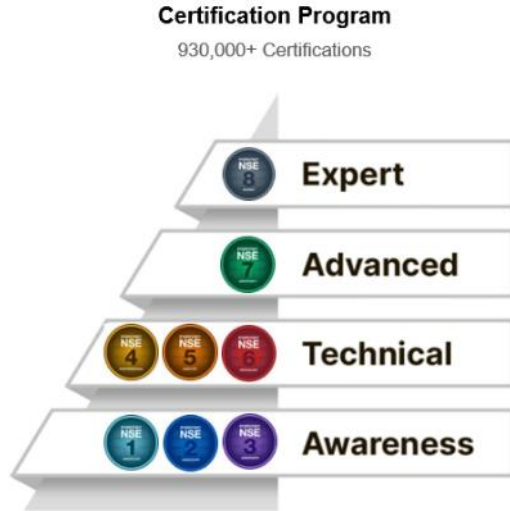 Certification Program
930,000+ Certifications
NSE
8
Expert
NSE
7
Advanced
NSE
4
NSE
5
NSE
6
Technical
NSE
1
NSE
2
NSE
3
Awareness